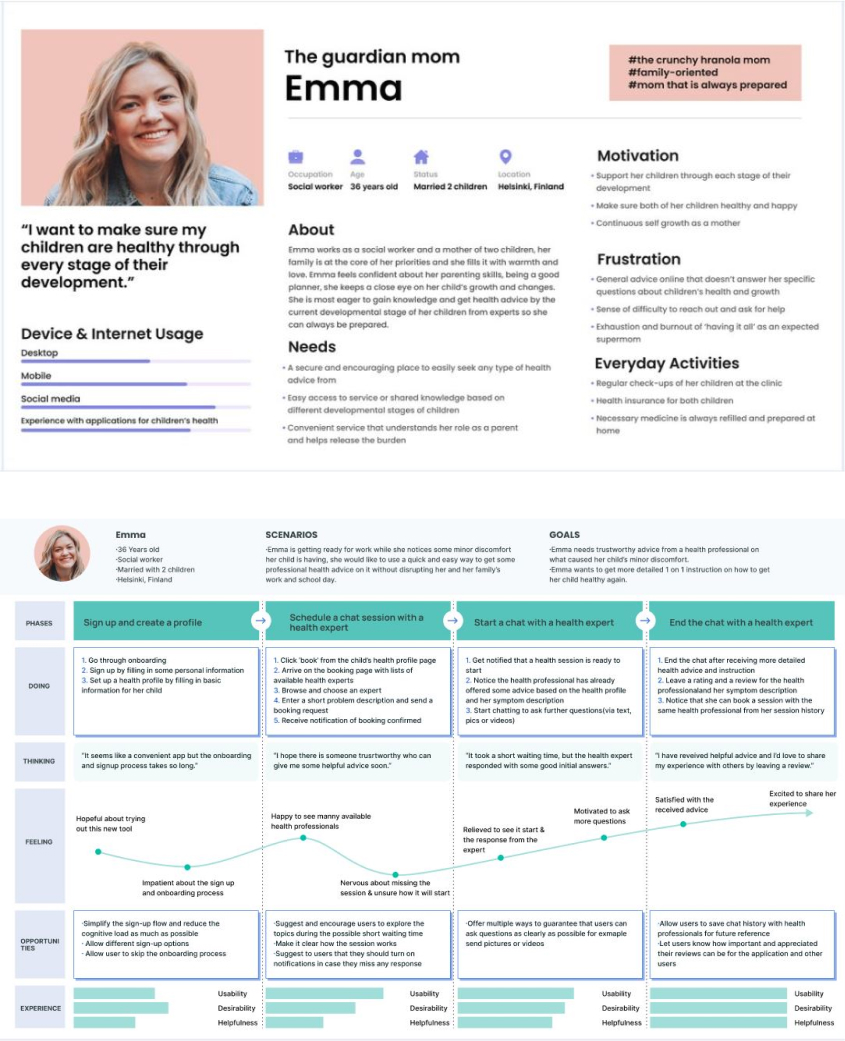 The guardian mom
Emma
#the crunchy hranola mom
#family-oriented
#mom that is always prepared
Occupation
Social worker
Age
36 years old
Status
Married 2 children
Location
Helsinki, Finland
"I want to make sure my
children are healthy through
every stage of their
development."
Device & Internet Usage
Desktop
Mobile
Social media
Experience with applications for children's health
About
Emma works as a social worker and a mother of two children, her
family is at the core of her priorities and she fills it with warmth and
love. Emma feels confident about her parenting skills, being a good
planner, she keeps a close eye on her child's growth and changes.
She is most eager to gain knowledge and get health advice by the
current developmental stage of her children from experts so she
can always be prepared.
Needs
• A secure and encouraging place to easily seek any type of health
advice from
• Easy access to service or shared knowledge based on
different developmental stages of children
• Convenient service that understands her role as a parent
and helps release the burden
Motivation
• Support her children through each stage of their
development
• Make sure both of her children healthy and happy
• Continuous self growth as a mother
Frustration
• General advice online that doesn't answer her specific
questions about children's health and growth
• Sense of difficulty to reach out and ask for help
• Exhaustion and burnout of 'having it all' as an expected
supermom
Everyday Activities
• Regular check-ups of her children at the clinic
• Health insurance for both children
• Necessary medicine is always refilled and prepared at
home
Emma
·36 Years old
·Social worker
·Married with 2 children
·Helsinki, Finland
SCENARIOS
·Emma is getting ready for work while she notices some minor discomfort
her child is having, she would like to use a quick and easy way to get some
professional health advice on it without disrupting her and her family's
work and school day.
GOALS
·Emma needs trustworthy advice from a health professional on
what caused her child's minor discomfort.
·Emma wants to get more detailed 1 on 1 instruction on how to get
her child healthy again.
PHASES
Sign up and create a profile
Schedule a chat session with a
health expert
Start a chat with a health expert
End the chat with a health expert
DOING
1. Go through onboarding
2. Sign up by filling in some personal information
3. Set up a health profile by filling in basic
information for her child
1. Click 'book' from the child's health profile page
2. Arrive on the booking page with lists of
available health experts
3. Browse and choose an expert
4. Enter a short problem description and send a
booking request
5. Receive notification of booking confirmed
1. Get notified that a health session is ready to
start
2. Notice the health professional has already
offered some advice based on the health profile
and her symptom description
3. Start chatting to ask further questions(via text,
pics or videos)
1. End the chat after receiving more detailed
health advice and instruction
2. Leave a rating and a review for the health
professionaland her symptom description
3. Notice that she can book a session with the
same health professional from her session history
THINKING
"It seems like a convenient app but the onboarding
and signup process takes so long."
"I hope there is someone trusrtworthy who can
give me some helpful advice soon."
"It took a short waiting time, but the health expert
responded with some good initial answers."
"I have reveived helpful advice and I'd love to share
my experience with others by leaving a review."
FEELING
Hopeful about trying
out this new tool
Impatient about the sign up
and onboarding process
Happy to see manny available
health professionals
Nervous about missing the
session & unsure how it will start
Relieved to see it start &
the response from the
expert
Motivated to ask
more questions
Satisfied with the
received advice
Excited to share her
experience
OPPORTUNI
TIES
·Simplify the sign-up flow and reduce the
cognitive load as much as possible
· Allow different sign-up options
· Allow user to skip the onboarding process
·Suggest and encourage users to explore the
topics during the possible short waiting time
·Make it clear how the session works
·Suggest to users that they should turn on
notifications in case they miss any response
·Offer multiple ways to guarantee that users can
ask questions as clearly as possible for exmaple
send pictures or videos
·Allow users to save chat history with health
professionals for future reference
·Let users know how important and appreciated
their reviews can be for the application and other
users
EXPERIENCE
Usability
Desirability
Helpfulness
Usability
Desirability
Helpfulness
Usability
Desirability
Helpfulness
Usability
Desirability
Helpfulness